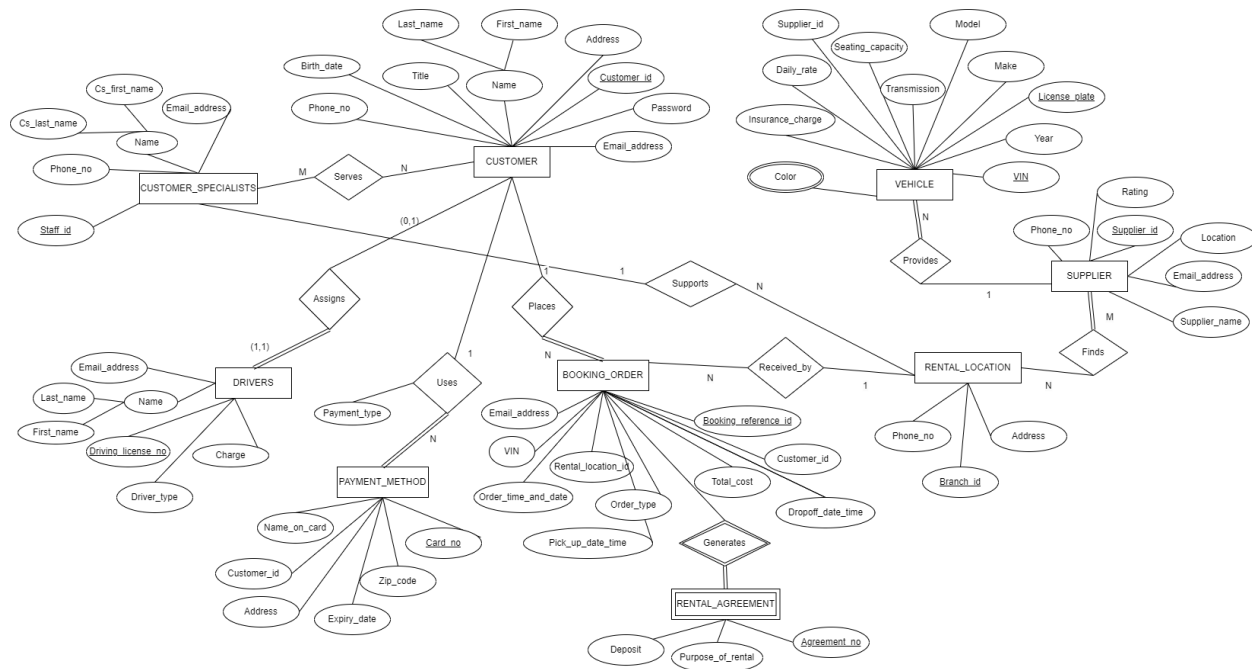 Last_name
First_name
Address
Birth_date
Title
Name
Customer_id
Phone_no
Password
Email_address
CUSTOMER
Cs_first_name
Email_address
Cs_last_name
Name
Phone_no
CUSTOMER_SPECIALISTS
Staff_id
M
Serves
N
Supplier_id
Model
Seating_capacity
Daily_rate
Make
Transmission
License_plate
Insurance_charge
Year
Color
VEHICLE
VIN
N
Provides
1
Rating
Phone_no
Supplier_id
Location
SUPPLIER
Email_address
Supplier_name
M
Finds
N
(0,1)
Assigns
(1,1)
1
Supports
N
1
Places
N
1
Uses
N
Payment_type
Email_address
DRIVERS
Last_name
Name
First_name
Driving_license_no
Charge
Driver_type
BOOKING_ORDER
N
Received_by
1
RENTAL_LOCATION
Phone_no
Address
Branch_id
Email_address
Booking_reference_id
VIN
Customer_id
Rental_location_id
Total_cost
Order_time_and_date
Order_type
Dropoff_date_time
Pick_up_date_time
PAYMENT_METHOD
Name_on_card
Card_no
Customer_id
Zip_code
Address
Expiry_date
Generates
RENTAL_AGREEMENT
Deposit
Purpose_of_rental
Agreement_no